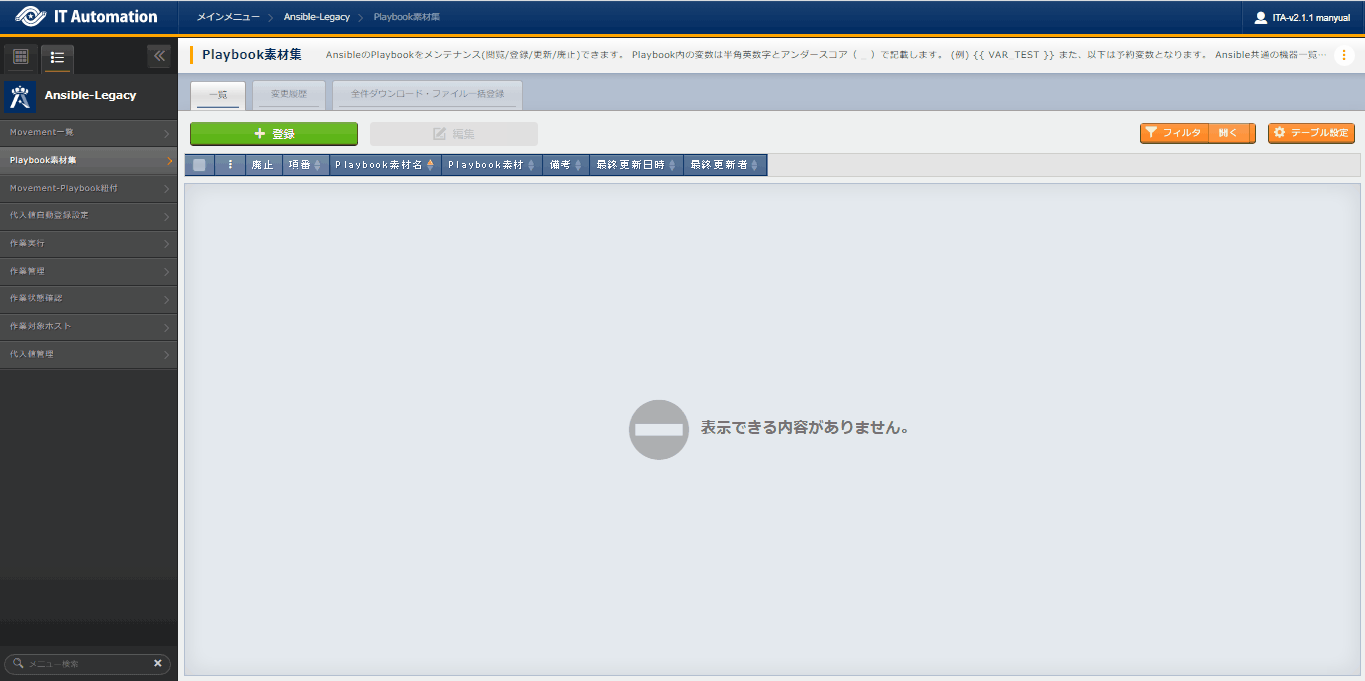 IT Automation
メインメニュー
Ansible-Legacy
Playbook素材集
ITA-v2.1.1 manyual
Ansible-Legacy
Movement一覧
Playbook素材集
Movement-Playbook紐付
代入値自動登録設定
作業実行
作業管理
作業状態確認
作業対象ホスト
代入値管理
メニュー検索
Playbook素材集
AnsibleのPlaybookをメンテナンス(閲覧/登録/更新/廃止)できます。 Playbook内の変数は半角英数字とアンダースコア（ _ ）で記載します。 (例) {{ VAR_TEST }} また、以下は予約変数となります。 Ansible共通の機器一覧…
一覧
変更履歴
全件ダウンロード・ファイル一括登録
登録
編集
フィルタ
開く
テーブル設定
廃止
項番
Playbook素材名
Playbook素材
備考
最終更新日時
最終更新者
表示できる内容がありません。